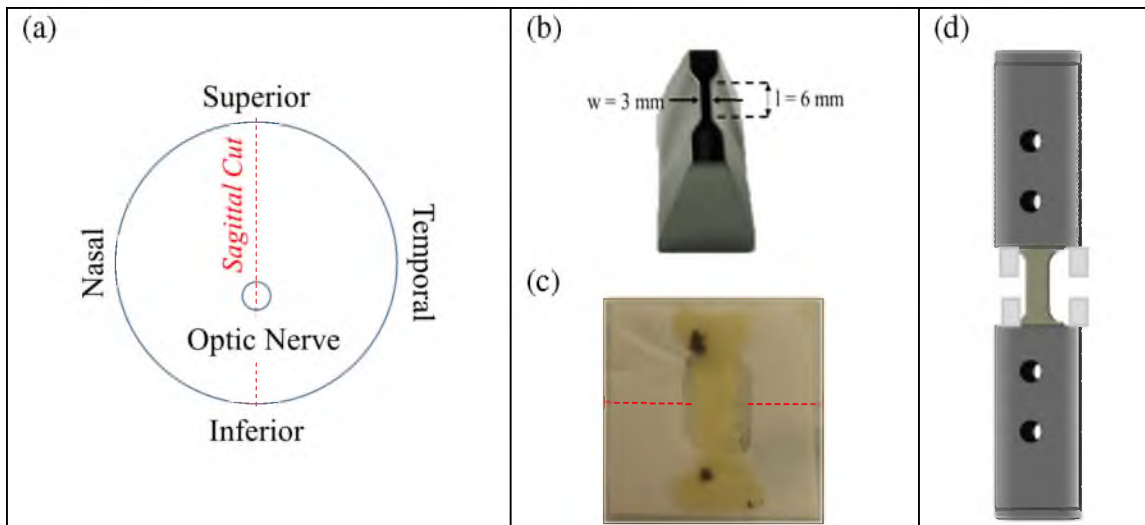 (a)
Superior
Sagittal Cut
Nasal
Temporal
Optic Nerve
Inferior
(b)
w = 3 mm
l = 6 mm
(c)
(d)